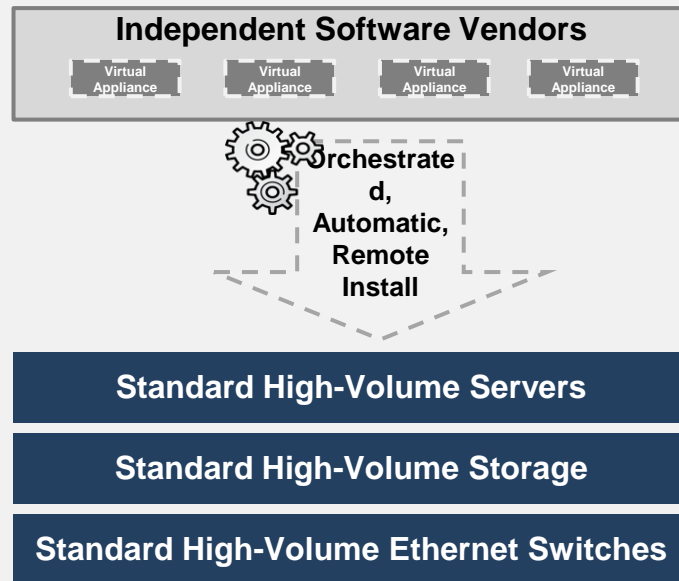 Independent Software Vendors
Virtual
Appliance
Virtual
Appliance
Virtual
Appliance
Virtual
Appliance
Orchestrate
d,
Automatic,
Remote
Install
Standard High-Volume Servers
Standard High-Volume Storage
Standard High-Volume Ethernet Switches